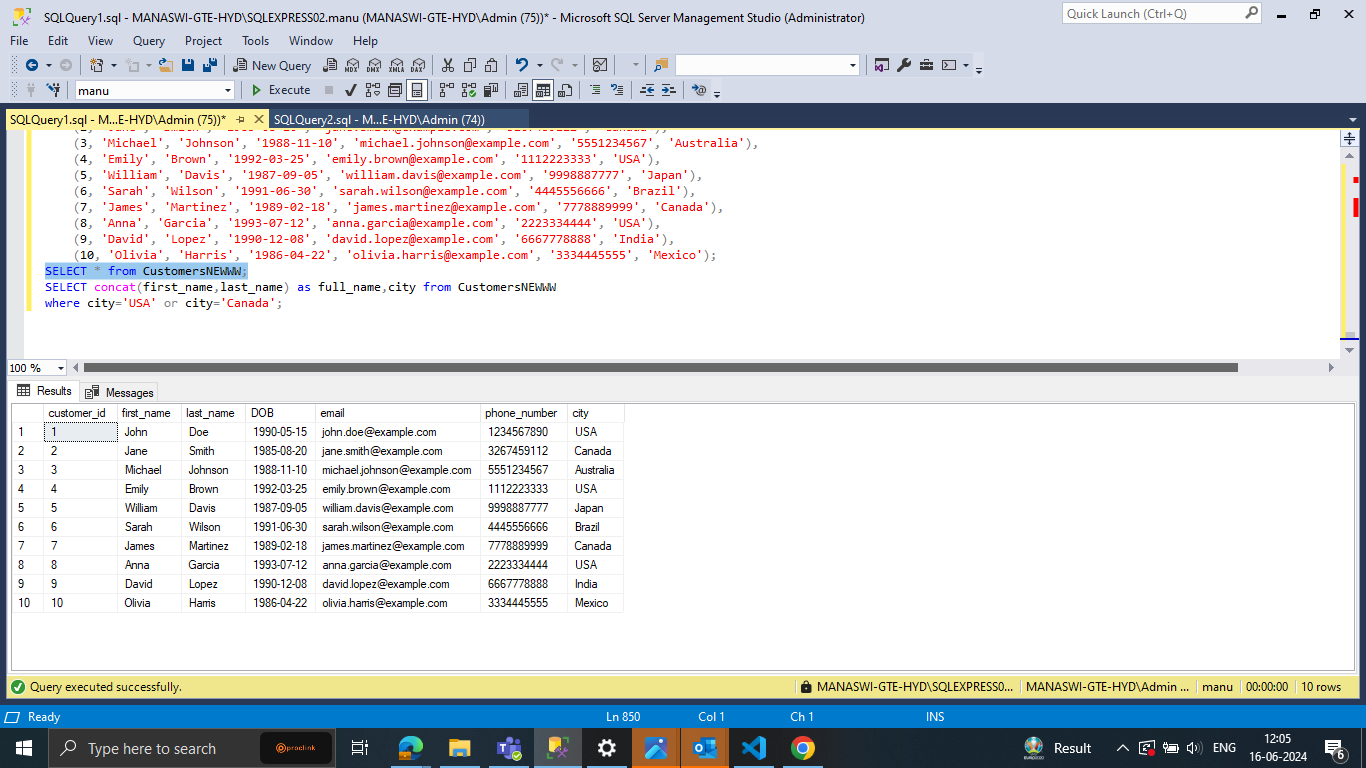 SQLQuery1.sql - MANASWI-GTE-HYD\SQLEXPRESS02.manu (MANASWI-GTE-HYD\Admin (75))* - Microsoft SQL Server Management Studio (Administrator)
Quick Launch (Ctrl+Q)
File Edit View Query Project Tools Window Help
New Query MDX DMX XMLA DAX
manu Execute
SQLQuery1.sql - M...E-HYD\Admin (75))* SQLQuery2.sql - M...E-HYD\Admin (74))
(3, 'Michael', 'Johnson', '1988-11-10', 'michael.johnson@example.com', '5551234567', 'Australia'),
(4, 'Emily', 'Brown', '1992-03-25', 'emily.brown@example.com', '1112223333', 'USA'),
(5, 'William', 'Davis', '1987-09-05', 'william.davis@example.com', '9998887777', 'Japan'),
(6, 'Sarah', 'Wilson', '1991-06-30', 'sarah.wilson@example.com', '4445556666', 'Brazil'),
(7, 'James', 'Martinez', '1989-02-18', 'james.martinez@example.com', '7778889999', 'Canada'),
(8, 'Anna', 'Garcia', '1993-07-12', 'anna.garcia@example.com', '2223334444', 'USA'),
(9, 'David', 'Lopez', '1990-12-08', 'david.lopez@example.com', '6667778888', 'India'),
(10, 'Olivia', 'Harris', '1986-04-22', 'olivia.harris@example.com', '3334445555', 'Mexico');
SELECT * from CustomersNEWWW;
SELECT concat(first_name,last_name) as full_name,city from CustomersNEWWW
where city='USA' or city='Canada';
100 %
Results Messages
customer_id first_name last_name DOB email phone_number city
1 1 John Doe 1990-05-15 john.doe@example.com 1234567890 USA
2 2 Jane Smith 1985-08-20 jane.smith@example.com 3267459112 Canada
3 3 Michael Johnson 1988-11-10 michael.johnson@example.com 5551234567 Australia
4 4 Emily Brown 1992-03-25 emily.brown@example.com 1112223333 USA
5 5 William Davis 1987-09-05 william.davis@example.com 9998887777 Japan
6 6 Sarah Wilson 1991-06-30 sarah.wilson@example.com 4445556666 Brazil
7 7 James Martinez 1989-02-18 james.martinez@example.com 7778889999 Canada
8 8 Anna Garcia 1993-07-12 anna.garcia@example.com 2223334444 USA
9 9 David Lopez 1990-12-08 david.lopez@example.com 6667778888 India
10 10 Olivia Harris 1986-04-22 olivia.harris@example.com 3334445555 Mexico
Query executed successfully. MANASWI-GTE-HYD\SQLEXPRESS0... MANASWI-GTE-HYD\Admin ... manu 00:00:00 10 rows
Ready Ln 850 Col 1 Ch 1 INS
Type here to search proclink Result ENG 12:05
16-06-2024 6